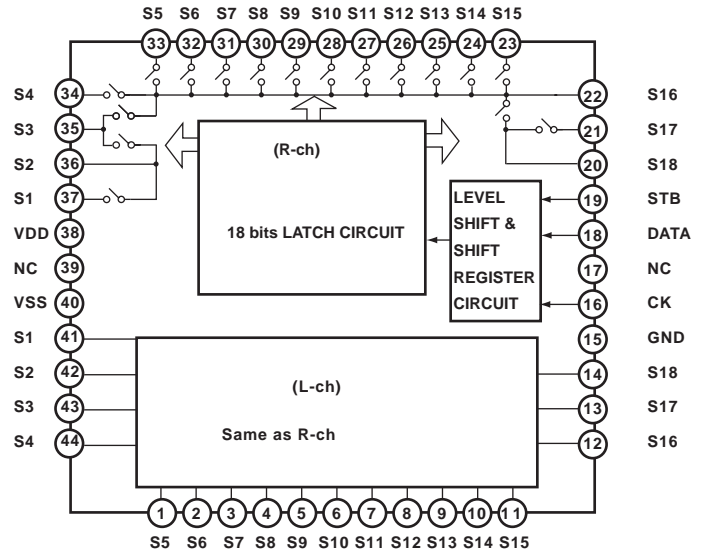 S5 S6 S7 S8 S9 S10 S11 S12 S13 S14 S15
33 32 31 30 29 28 27 26 25 24 23
S4 34 22 S16
S3 35 21 S17
(R-ch)
S2 36 20 S18
S1 37 LEVEL 19 STB
SHIFT &
VDD 38 18 bits LATCH CIRCUIT 18 DATA
SHIFT
NC 39 17 NC
REGISTER
VSS 40 CIRCUIT 16 CK
S1 41 15 GND
S2 42 14 S18
(L-ch)
S3 43 13 S17
Same as R-ch
S4 44 12 S16
1 2 3 4 5 6 7 8 9 10 11
S5 S6 S7 S8 S9 S10 S11 S12 S13 S14 S15